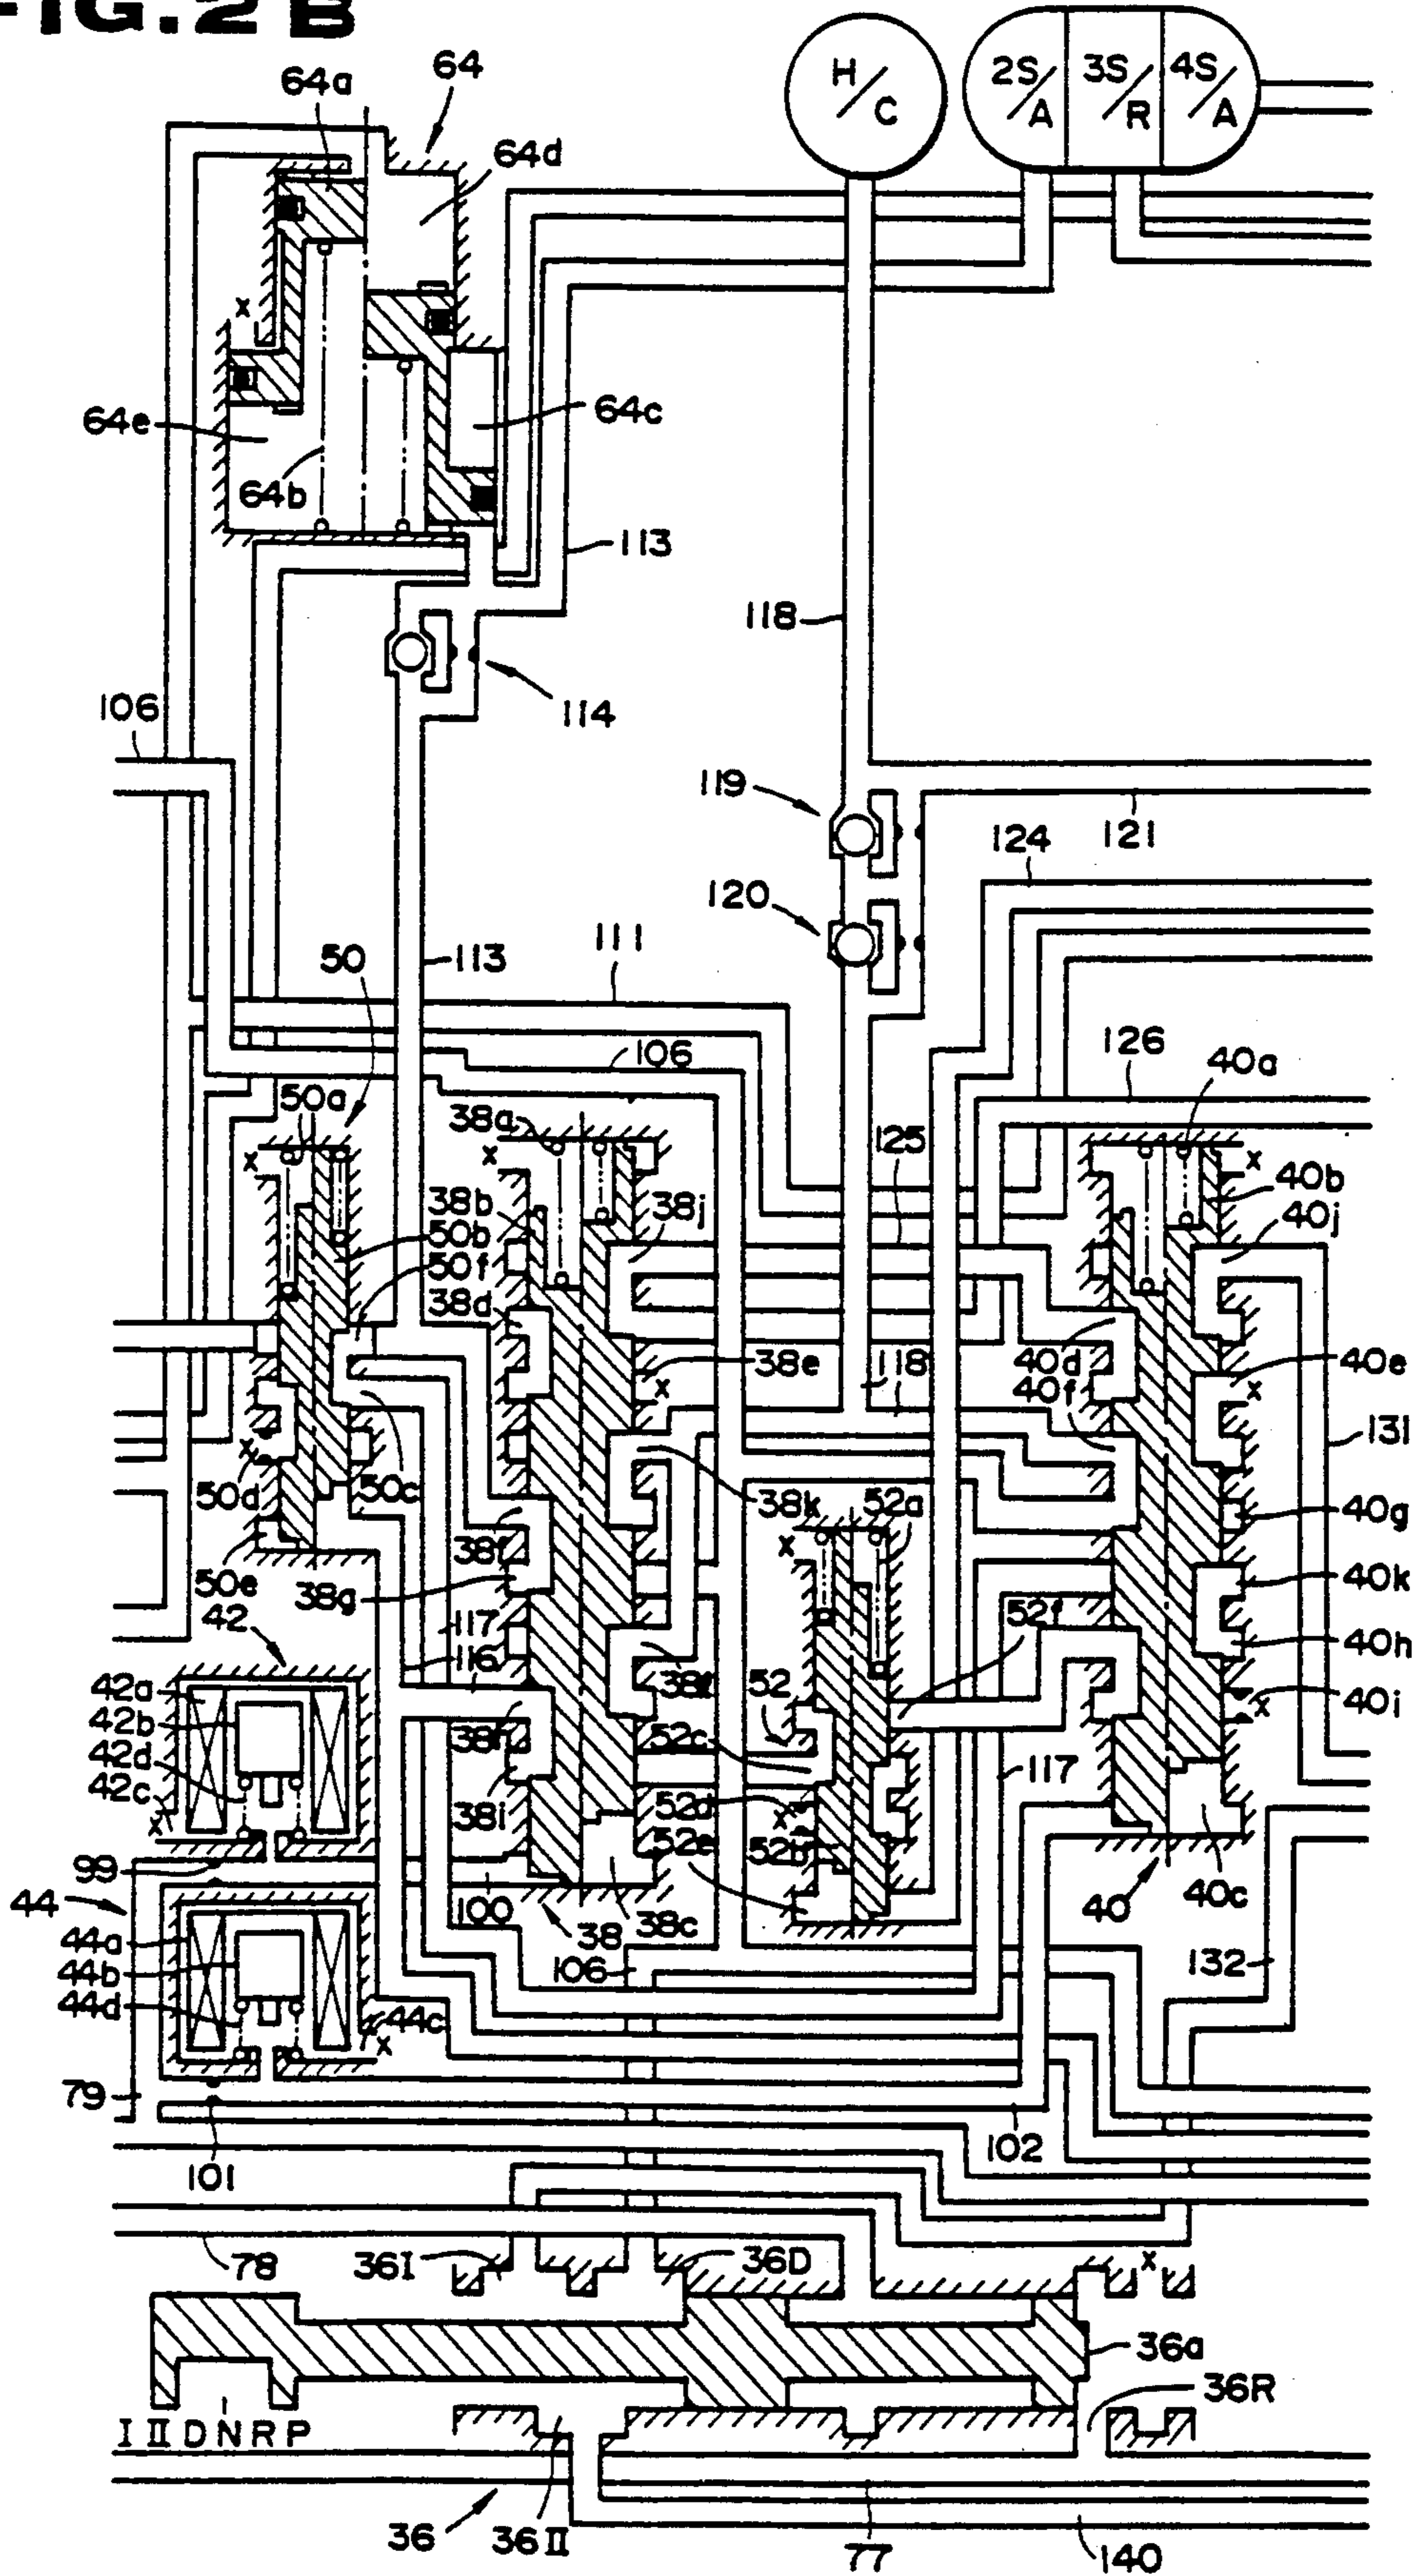 FIG. 2B
64
64a
64d
H/C
2S/A
3S/R
4S/A
x
64e
64c
64b
113
118
114
106
119
121
124
120
50
113
111
126
106
40a
50a
38a
125
x
x
x
38b
50b
38j
40b
40j
50f
38d
38e
118
40d
40f
40e
x
x
131
x
50d
50c
38k
52a
40g
38f
x
50e
38g
40k
42
117
52f
116
40h
42a
38ℓ
52
42b
38h
52c
40i
x
42d
117
42c
38i
52d
x
x
52e
52b
99
44
100
38
38c
40
40c
44a
44b
106
132
44d
44c
x
79
101
102
78
36I
36D
x
36a
36R
I II D N R P
36
36II
77
140